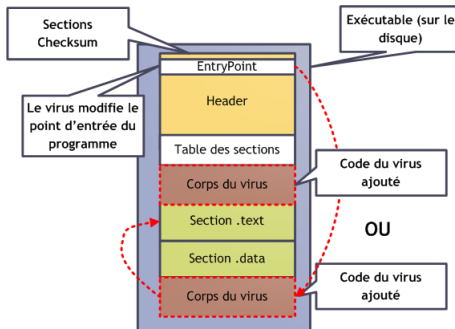 Sections
Checksum
Exécutable (sur le
disque)
EntryPoint
Le virus modifie le
point d'entrée du
programme
Header
Table des sections
Corps du virus
Code du virus
ajouté
Section .text
OU
Section .data
Corps du virus
Code du virus
ajouté